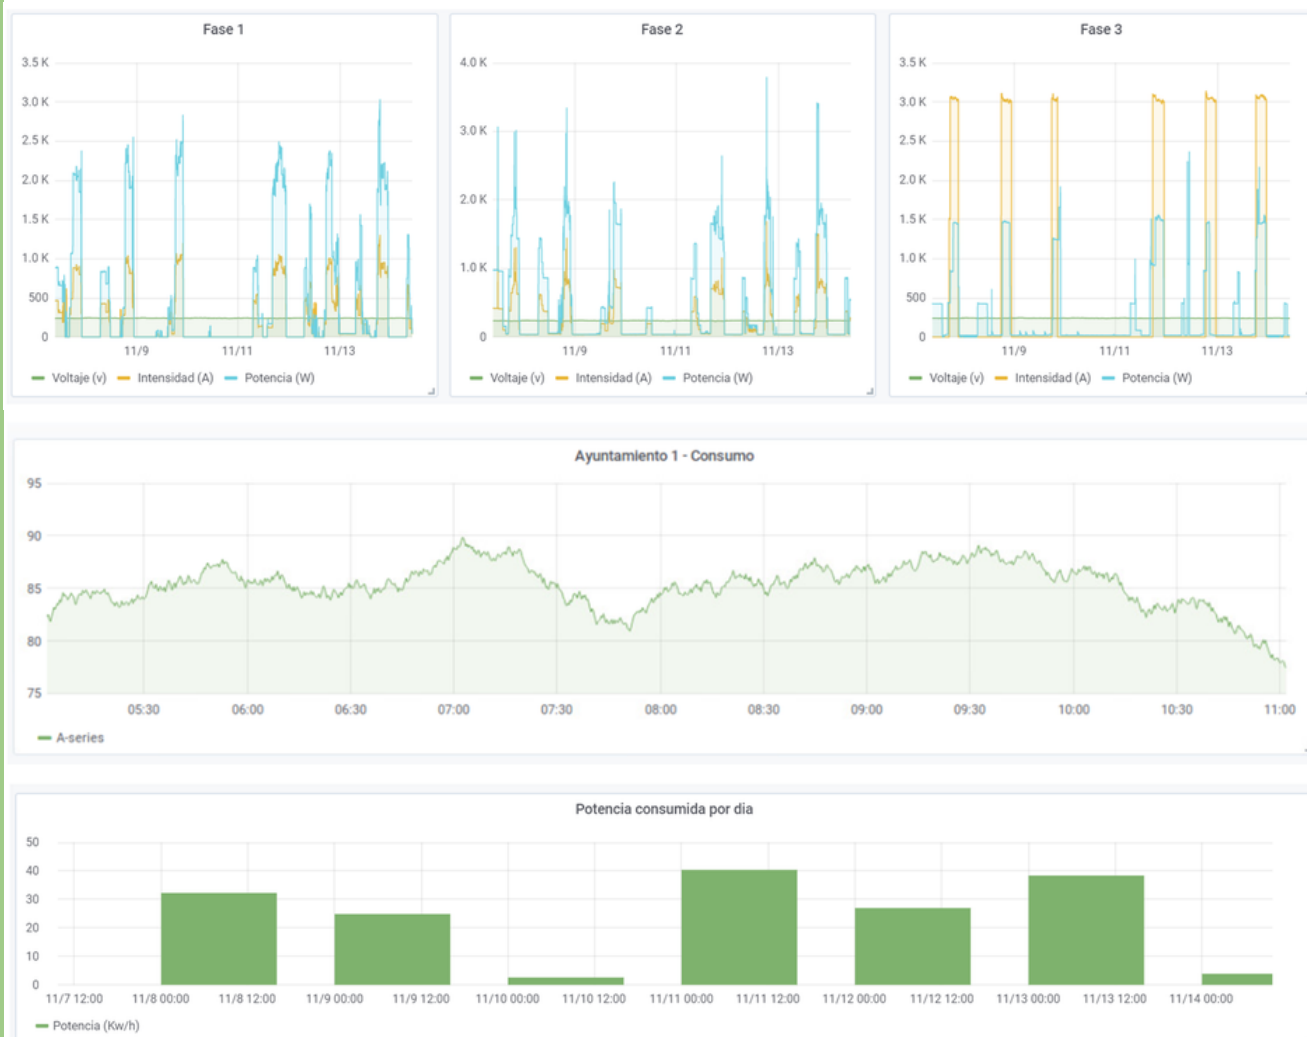 Fase 1
3.5 K
3.0 K
2.5 K
2.0 K
1.5 K
1.0 K
500
0
11/9 11/11 11/13
Voltaje (v) Intensidad (A) Potencia (W)
Fase 2
4.0 K
3.0 K
2.0 K
1.0 K
0
11/9 11/11 11/13
Voltaje (v) Intensidad (A) Potencia (W)
Fase 3
3.5 K
3.0 K
2.5 K
2.0 K
1.5 K
1.0 K
500
0
11/9 11/11 11/13
Voltaje (v) Intensidad (A) Potencia (W)
Ayuntamiento 1 - Consumo
95
90
85
80
75
05:30 06:00 06:30 07:00 07:30 08:00 08:30 09:00 09:30 10:00 10:30 11:00
A-series
Potencia consumida por dia
50
40
30
20
10
0
11/7 12:00 11/8 00:00 11/8 12:00 11/9 00:00 11/9 12:00 11/10 00:00 11/10 12:00 11/11 00:00 11/11 12:00 11/12 00:00 11/12 12:00 11/13 00:00 11/13 12:00 11/14 00:00
Potencia (Kw/h)